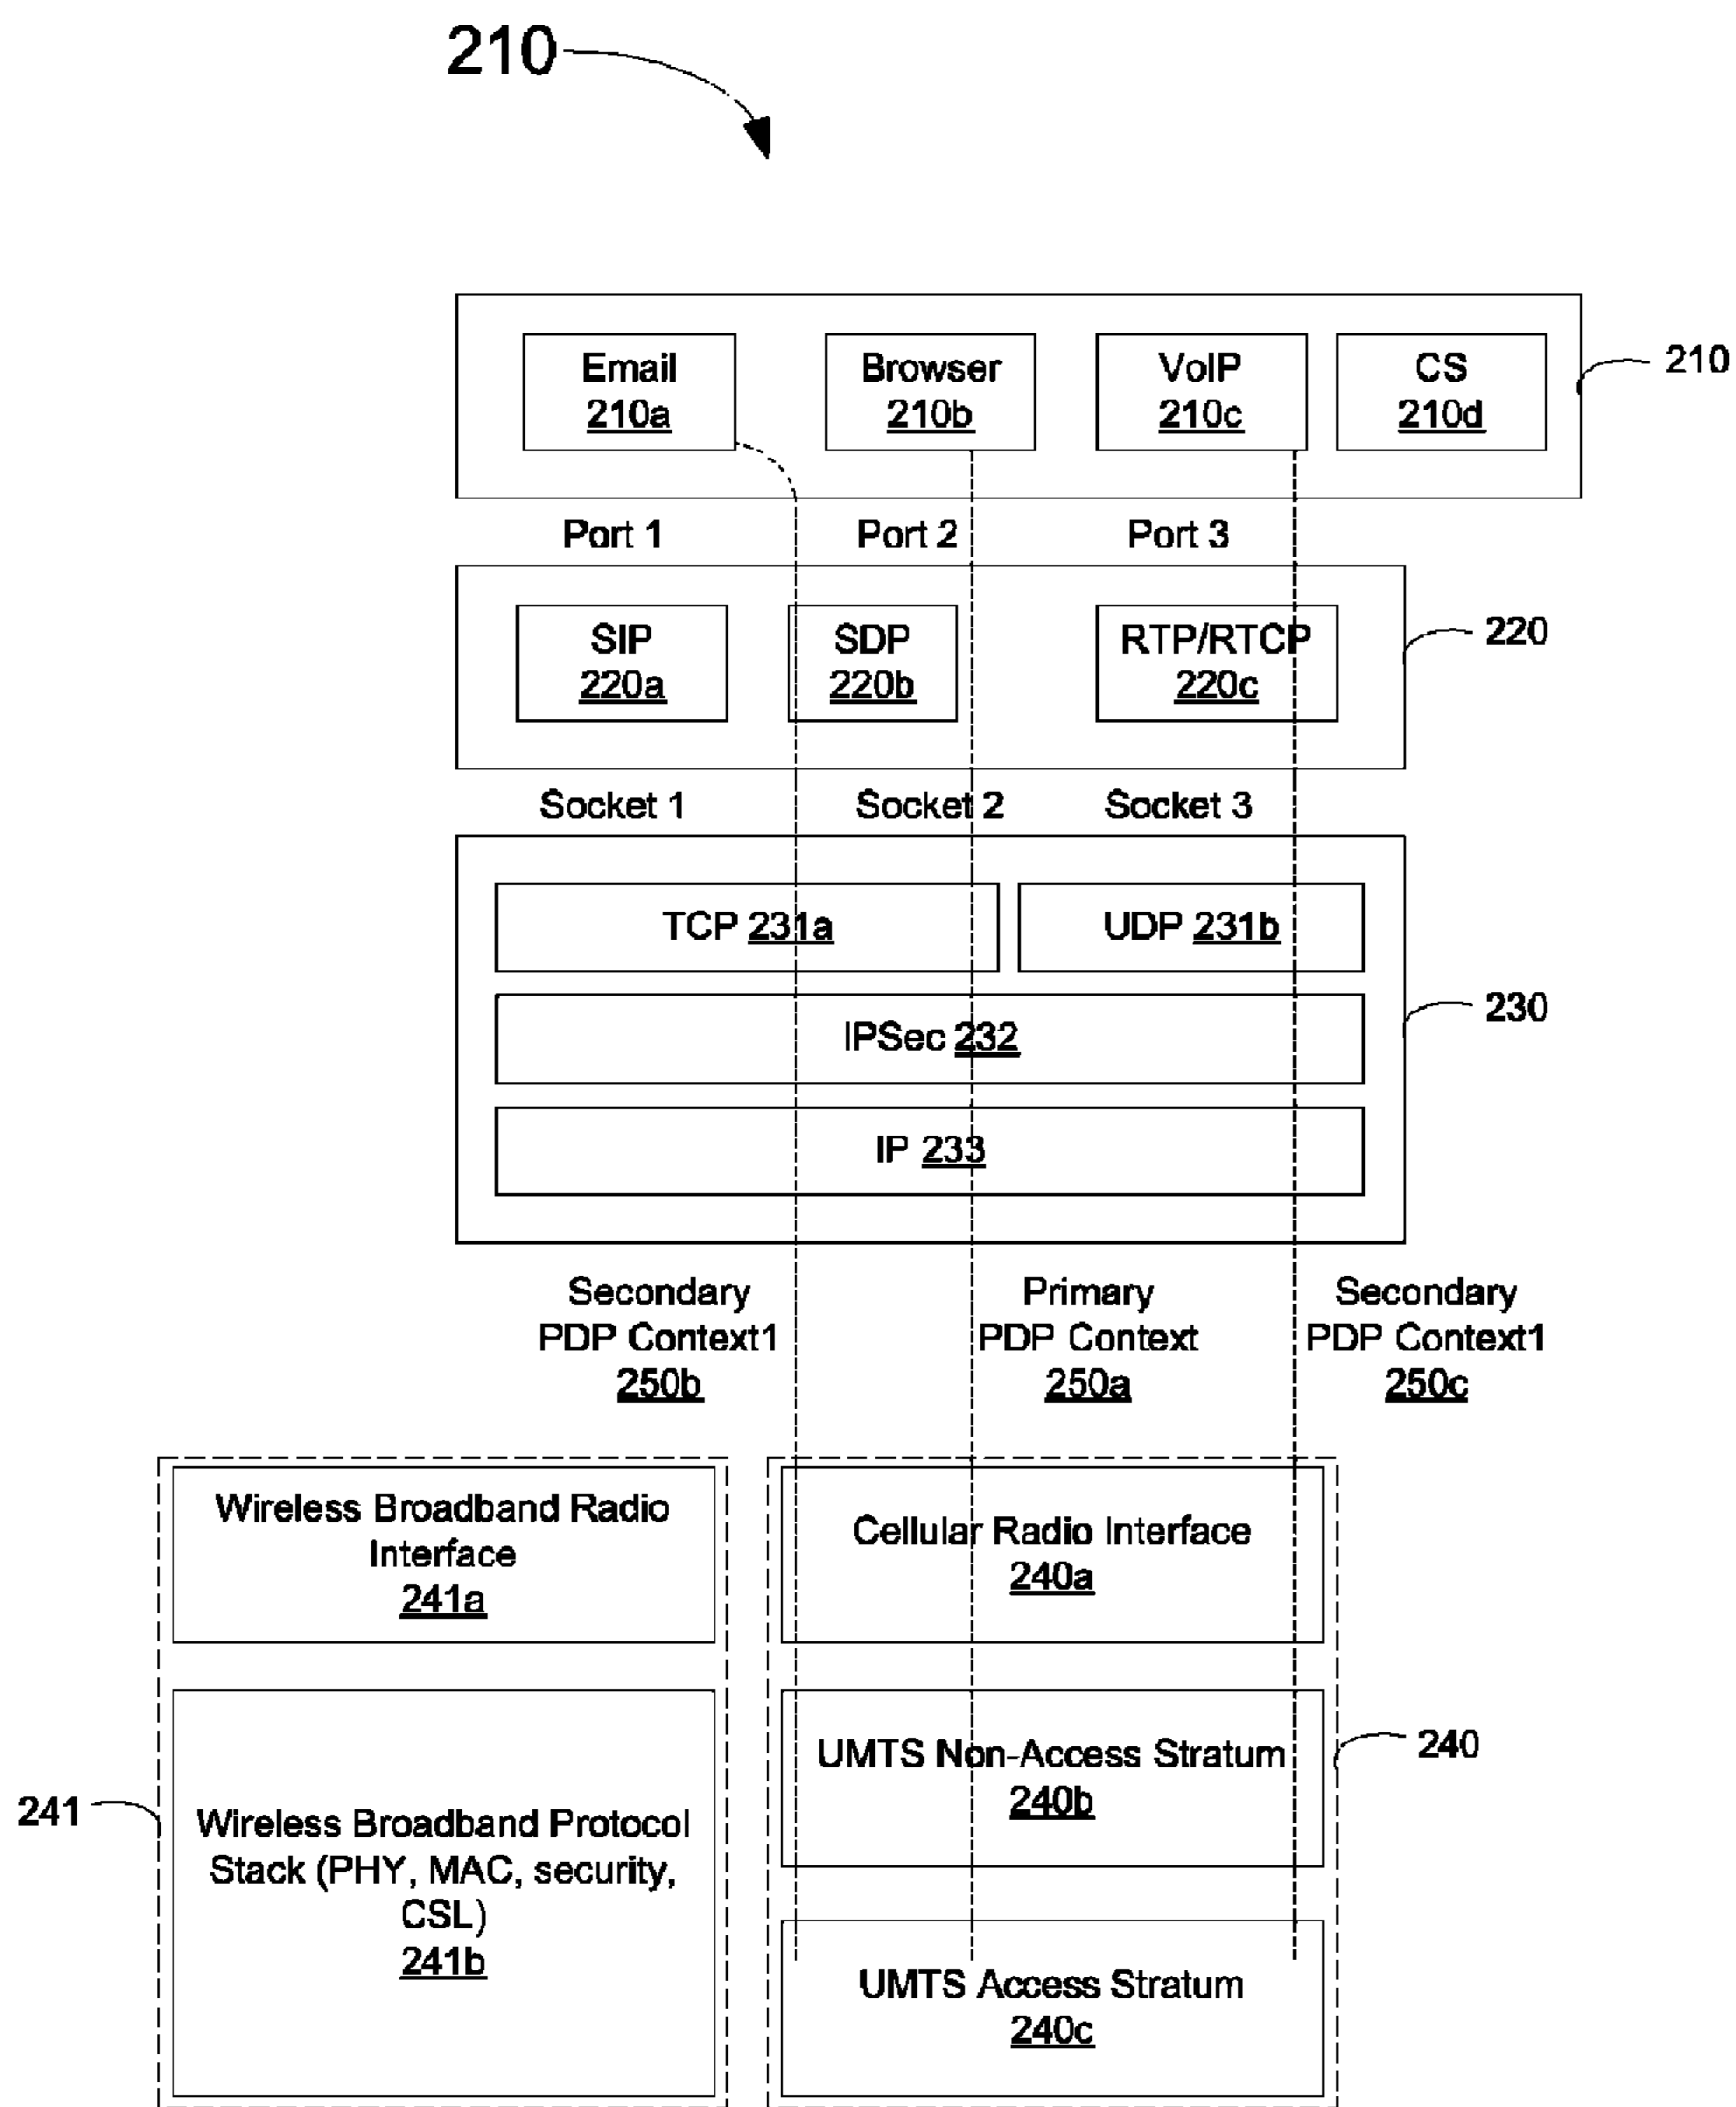 210
Email
210a
Browser
210b
VoIP
210c
CS
210d
210
Port 1
Port 2
Port 3
SIP
220a
SDP
220b
RTP/RTCP
220c
220
Socket 1
Socket 2
Socket 3
TCP 231a
UDP 231b
IPSec 232
230
IP 233
Secondary
PDP Context1
250b
Primary
PDP Context
250a
Secondary
PDP Context1
250c
Wireless Broadband Radio
Interface
241a
Cellular Radio Interface
240a
UMTS Non-Access Stratum
240b
240
241
Wireless Broadband Protocol
Stack (PHY, MAC, security,
CSL)
241b
UMTS Access Stratum
240c